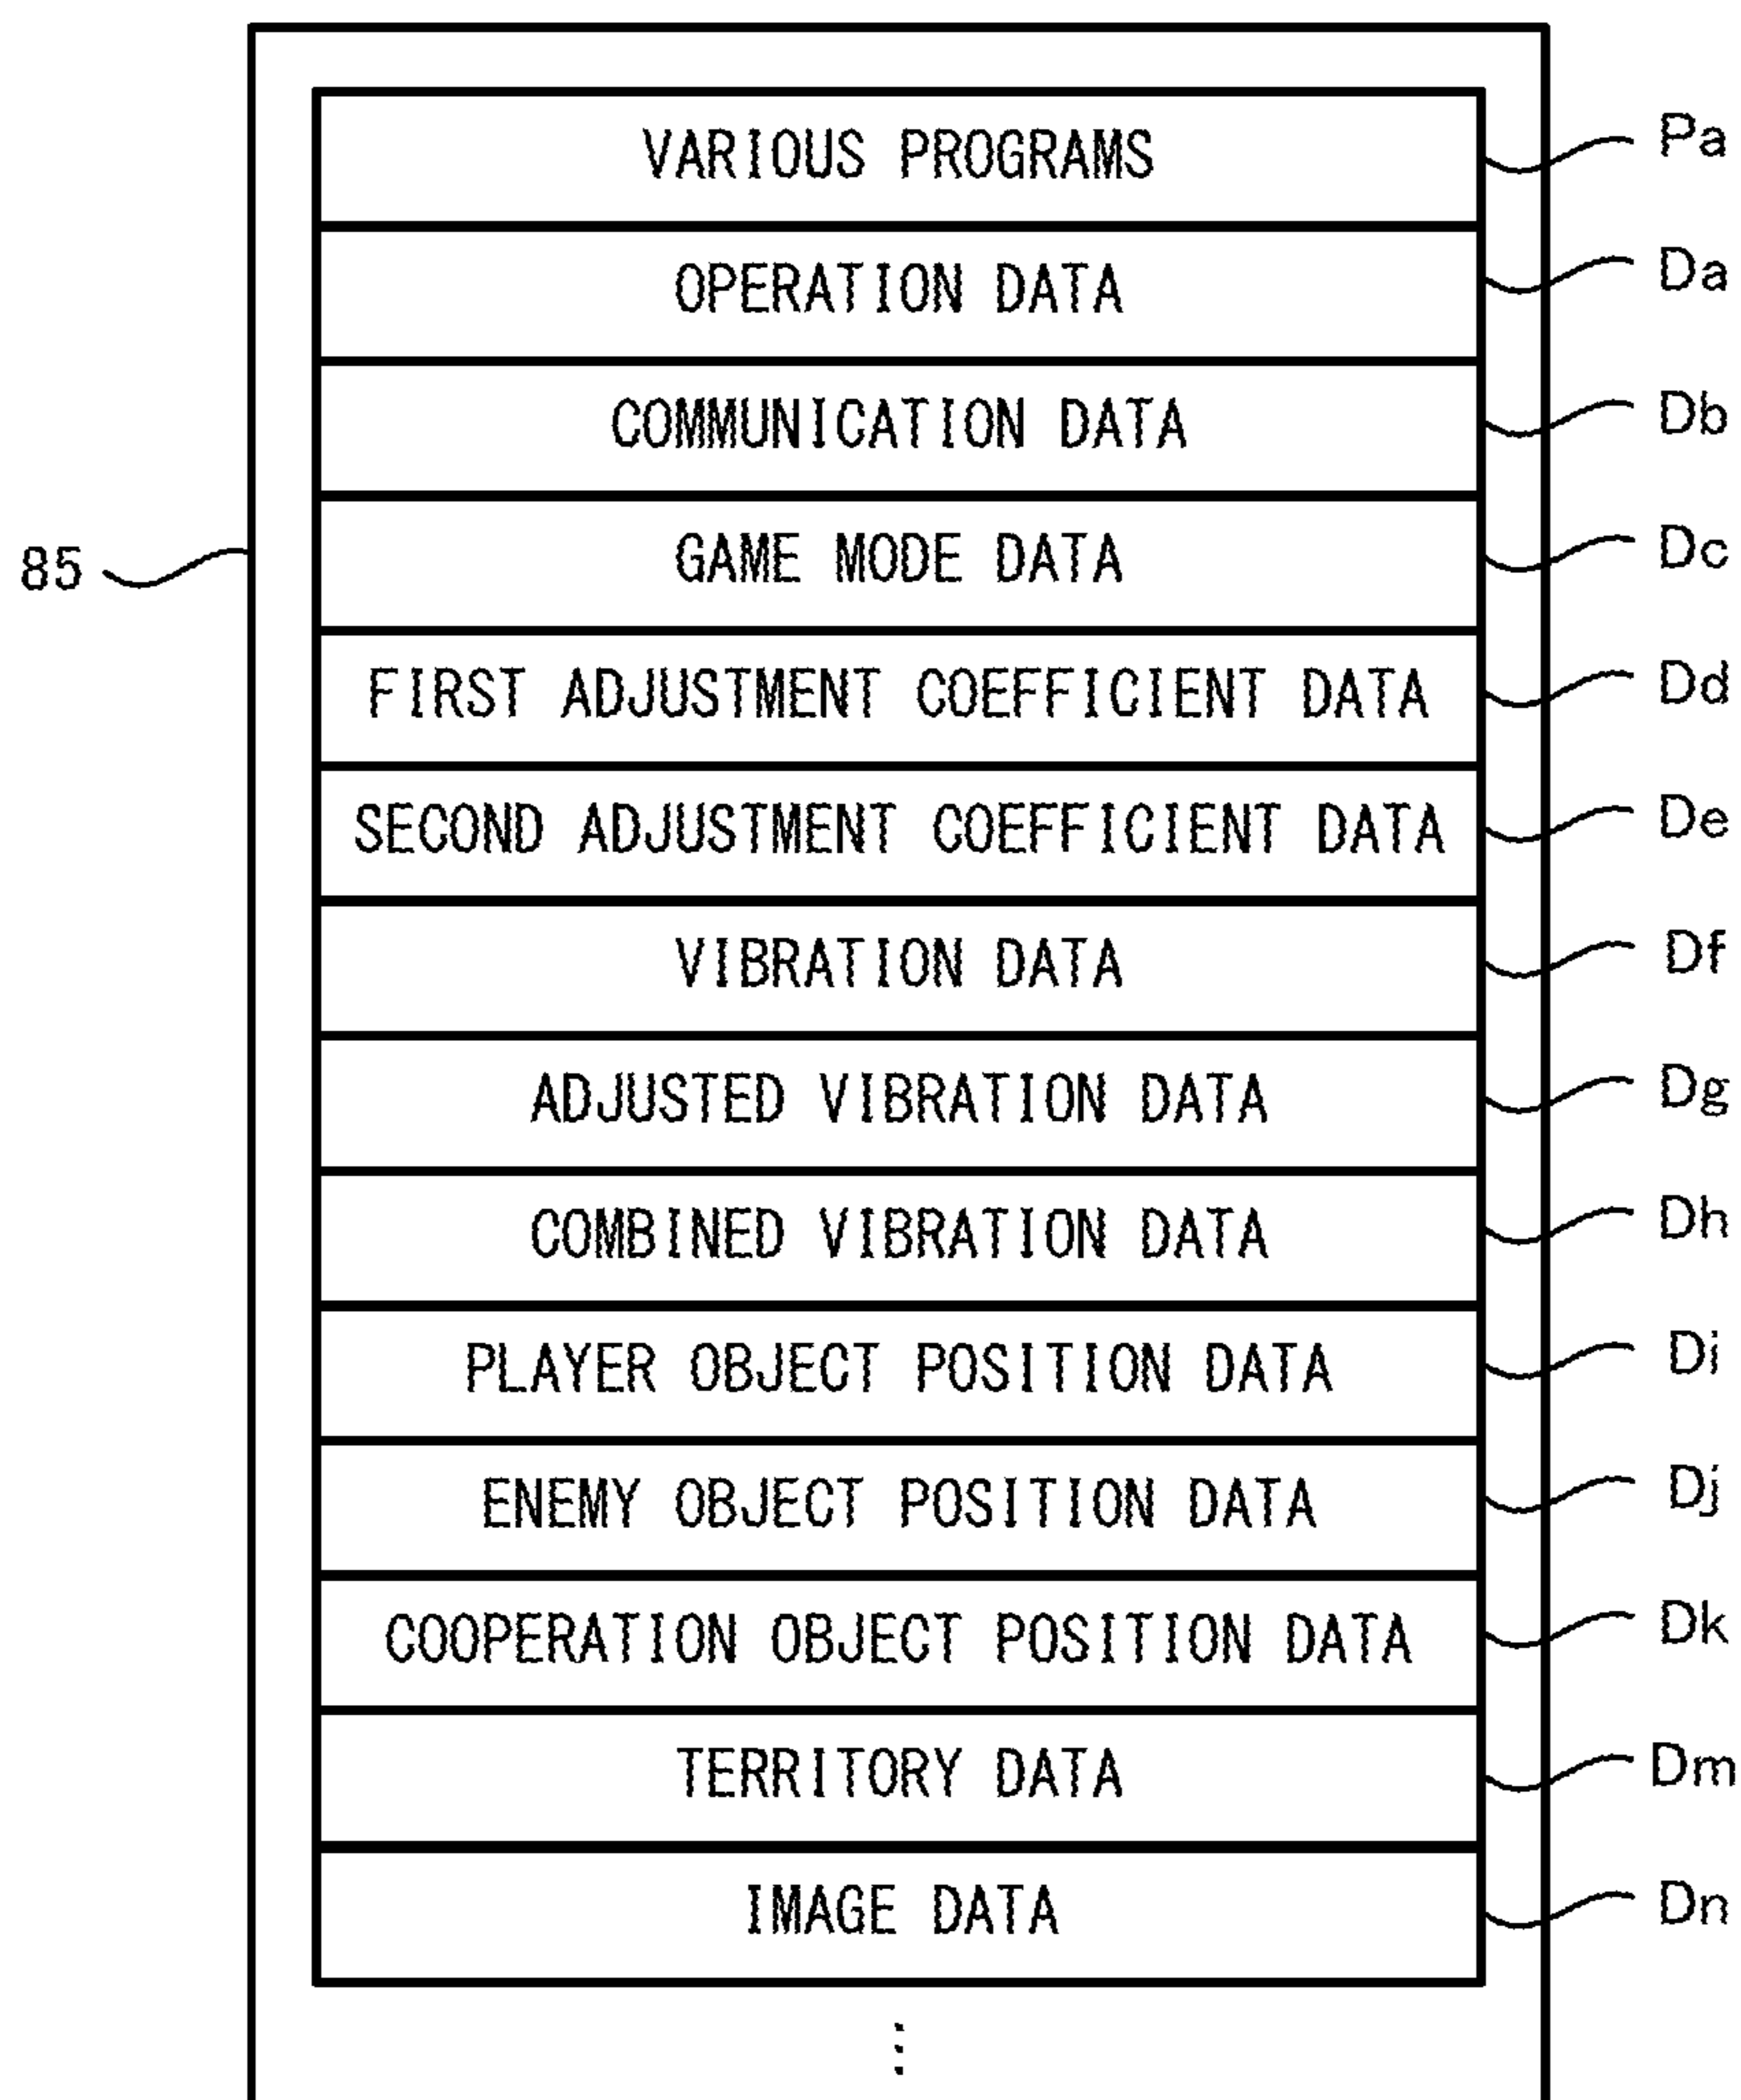 VARIOUS PROGRAMS Pa
OPERATION DATA Da
COMMUNICATION DATA Db
GAME MODE DATA Dc
85
FIRST ADJUSTMENT COEFFICIENT DATA Dd
SECOND ADJUSTMENT COEFFICIENT DATA De
VIBRATION DATA Df
ADJUSTED VIBRATION DATA Dg
COMBINED VIBRATION DATA Dh
PLAYER OBJECT POSITION DATA Di
ENEMY OBJECT POSITION DATA Dj
COOPERATION OBJECT POSITION DATA Dk
TERRITORY DATA Dm
IMAGE DATA Dn
⋮